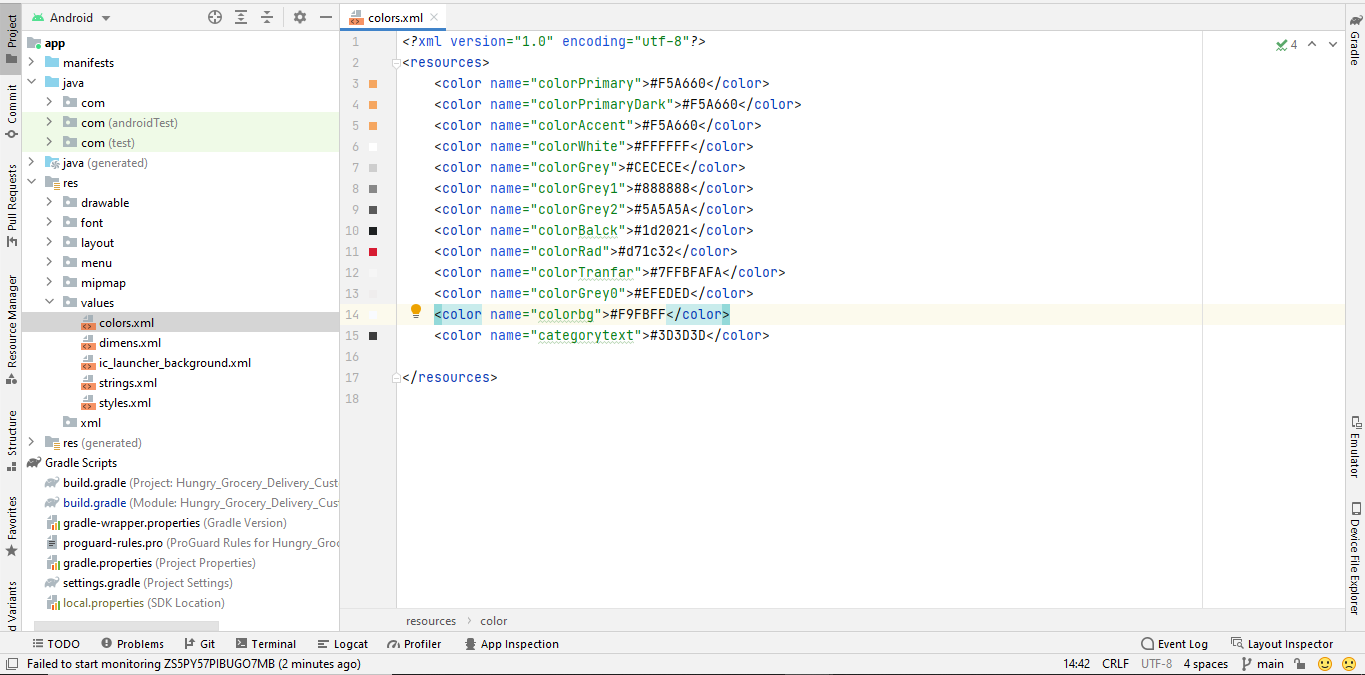 Android
colors.xml
Project
Commit
Pull Requests
Resource Manager
Structure
Favorites
d Variants
app
manifests
java
com
com (androidTest)
com (test)
java (generated)
res
drawable
font
layout
menu
mipmap
values
colors.xml
dimens.xml
ic_launcher_background.xml
strings.xml
styles.xml
xml
res (generated)
Gradle Scripts
build.gradle (Project: Hungry_Grocery_Delivery_Cust
build.gradle (Module: Hungry_Grocery_Delivery_Cus
gradle-wrapper.properties (Gradle Version)
proguard-rules.pro (ProGuard Rules for Hungry_Groc
gradle.properties (Project Properties)
settings.gradle (Project Settings)
local.properties (SDK Location)
1 <?xml version="1.0" encoding="utf-8"?>
2 <resources>
3 <color name="colorPrimary">#F5A660</color>
4 <color name="colorPrimaryDark">#F5A660</color>
5 <color name="colorAccent">#F5A660</color>
6 <color name="colorWhite">#FFFFFF</color>
7 <color name="colorGrey">#CECECE</color>
8 <color name="colorGrey1">#888888</color>
9 <color name="colorGrey2">#5A5A5A</color>
10 <color name="colorBalck">#1d2021</color>
11 <color name="colorRad">#d71c32</color>
12 <color name="colorTranfar">#7FFBFAFA</color>
13 <color name="colorGrey0">#EFEDED</color>
14 <color name="colorbg">#F9FBFF</color>
15 <color name="categorytext">#3D3D3D</color>
16
17 </resources>
18
4
Gradle
Emulator
Device File Explorer
resources > color
TODO Problems Git Terminal Logcat Profiler App Inspection Event Log Layout Inspector
Failed to start monitoring ZS5PY57PIBUGO7MB (2 minutes ago) 14:42 CRLF UTF-8 4 spaces main